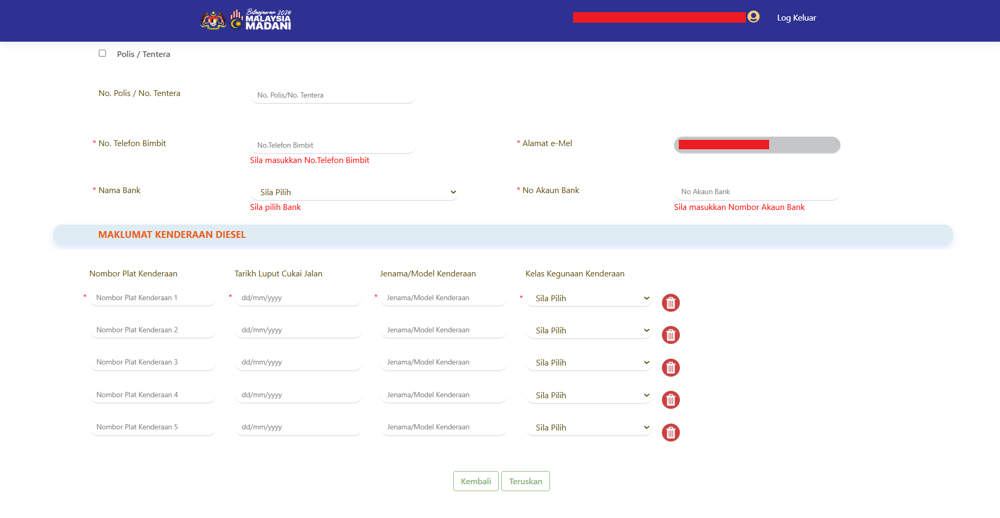 Belanjawan 2024
MALAYSIA
MADANI
Log Keluar
Polis / Tentera
No. Polis / No. Tentera
No. Polis/No. Tentera
* No. Telefon Bimbit
No.Telefon Bimbit
* Alamat e-Mel
Sila masukkan No.Telefon Bimbit
* Nama Bank
Sila Pilih
* No Akaun Bank
No Akaun Bank
Sila pilih Bank
Sila masukkan Nombor Akaun Bank
MAKLUMAT KENDERAAN DIESEL
Nombor Plat Kenderaan
Tarikh Luput Cukai Jalan
Jenama/Model Kenderaan
Kelas Kegunaan Kenderaan
* Nombor Plat Kenderaan 1
* dd/mm/yyyy
* Jenama/Model Kenderaan
* Sila Pilih
Nombor Plat Kenderaan 2
dd/mm/yyyy
Jenama/Model Kenderaan
Sila Pilih
Nombor Plat Kenderaan 3
dd/mm/yyyy
Jenama/Model Kenderaan
Sila Pilih
Nombor Plat Kenderaan 4
dd/mm/yyyy
Jenama/Model Kenderaan
Sila Pilih
Nombor Plat Kenderaan 5
dd/mm/yyyy
Jenama/Model Kenderaan
Sila Pilih
Kembali
Teruskan